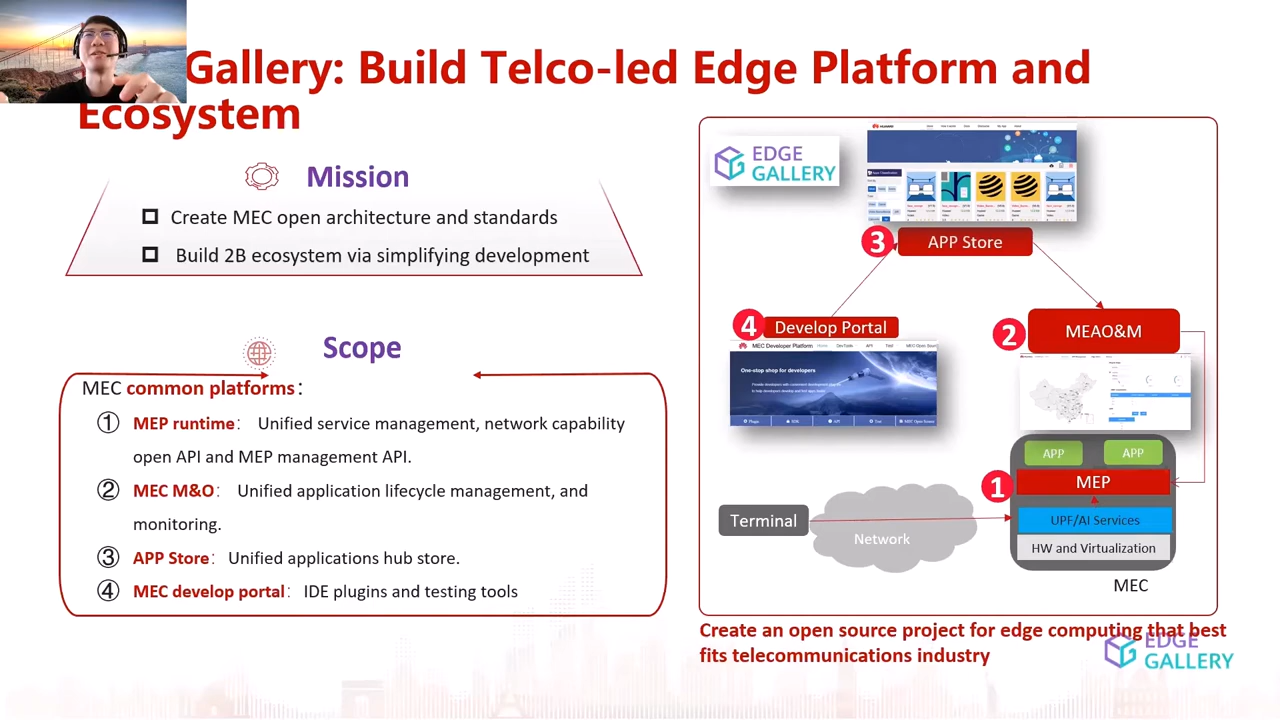 Gallery: Build Telco-led Edge Platform and
Ecosystem
Mission
Create MEC open architecture and standards
Build 2B ecosystem via simplifying development
Scope
MEC common platforms：
① MEP runtime： Unified service management, network capability
open API and MEP management API.
② MEC M&O： Unified application lifecycle management, and
monitoring.
③ APP Store： Unified applications hub store.
④ MEC develop portal： IDE plugins and testing tools
EDGE
GALLERY
3 APP Store
4 Develop Portal
MEC Developer Platform
One-stop shop for developers
2 MEAO&M
APP APP
1 MEP
UPF/AI Services
HW and Virtualization
MEC
Terminal
Network
Create an open source project for edge computing that best
fits telecommunications industry
EDGE
GALLERY